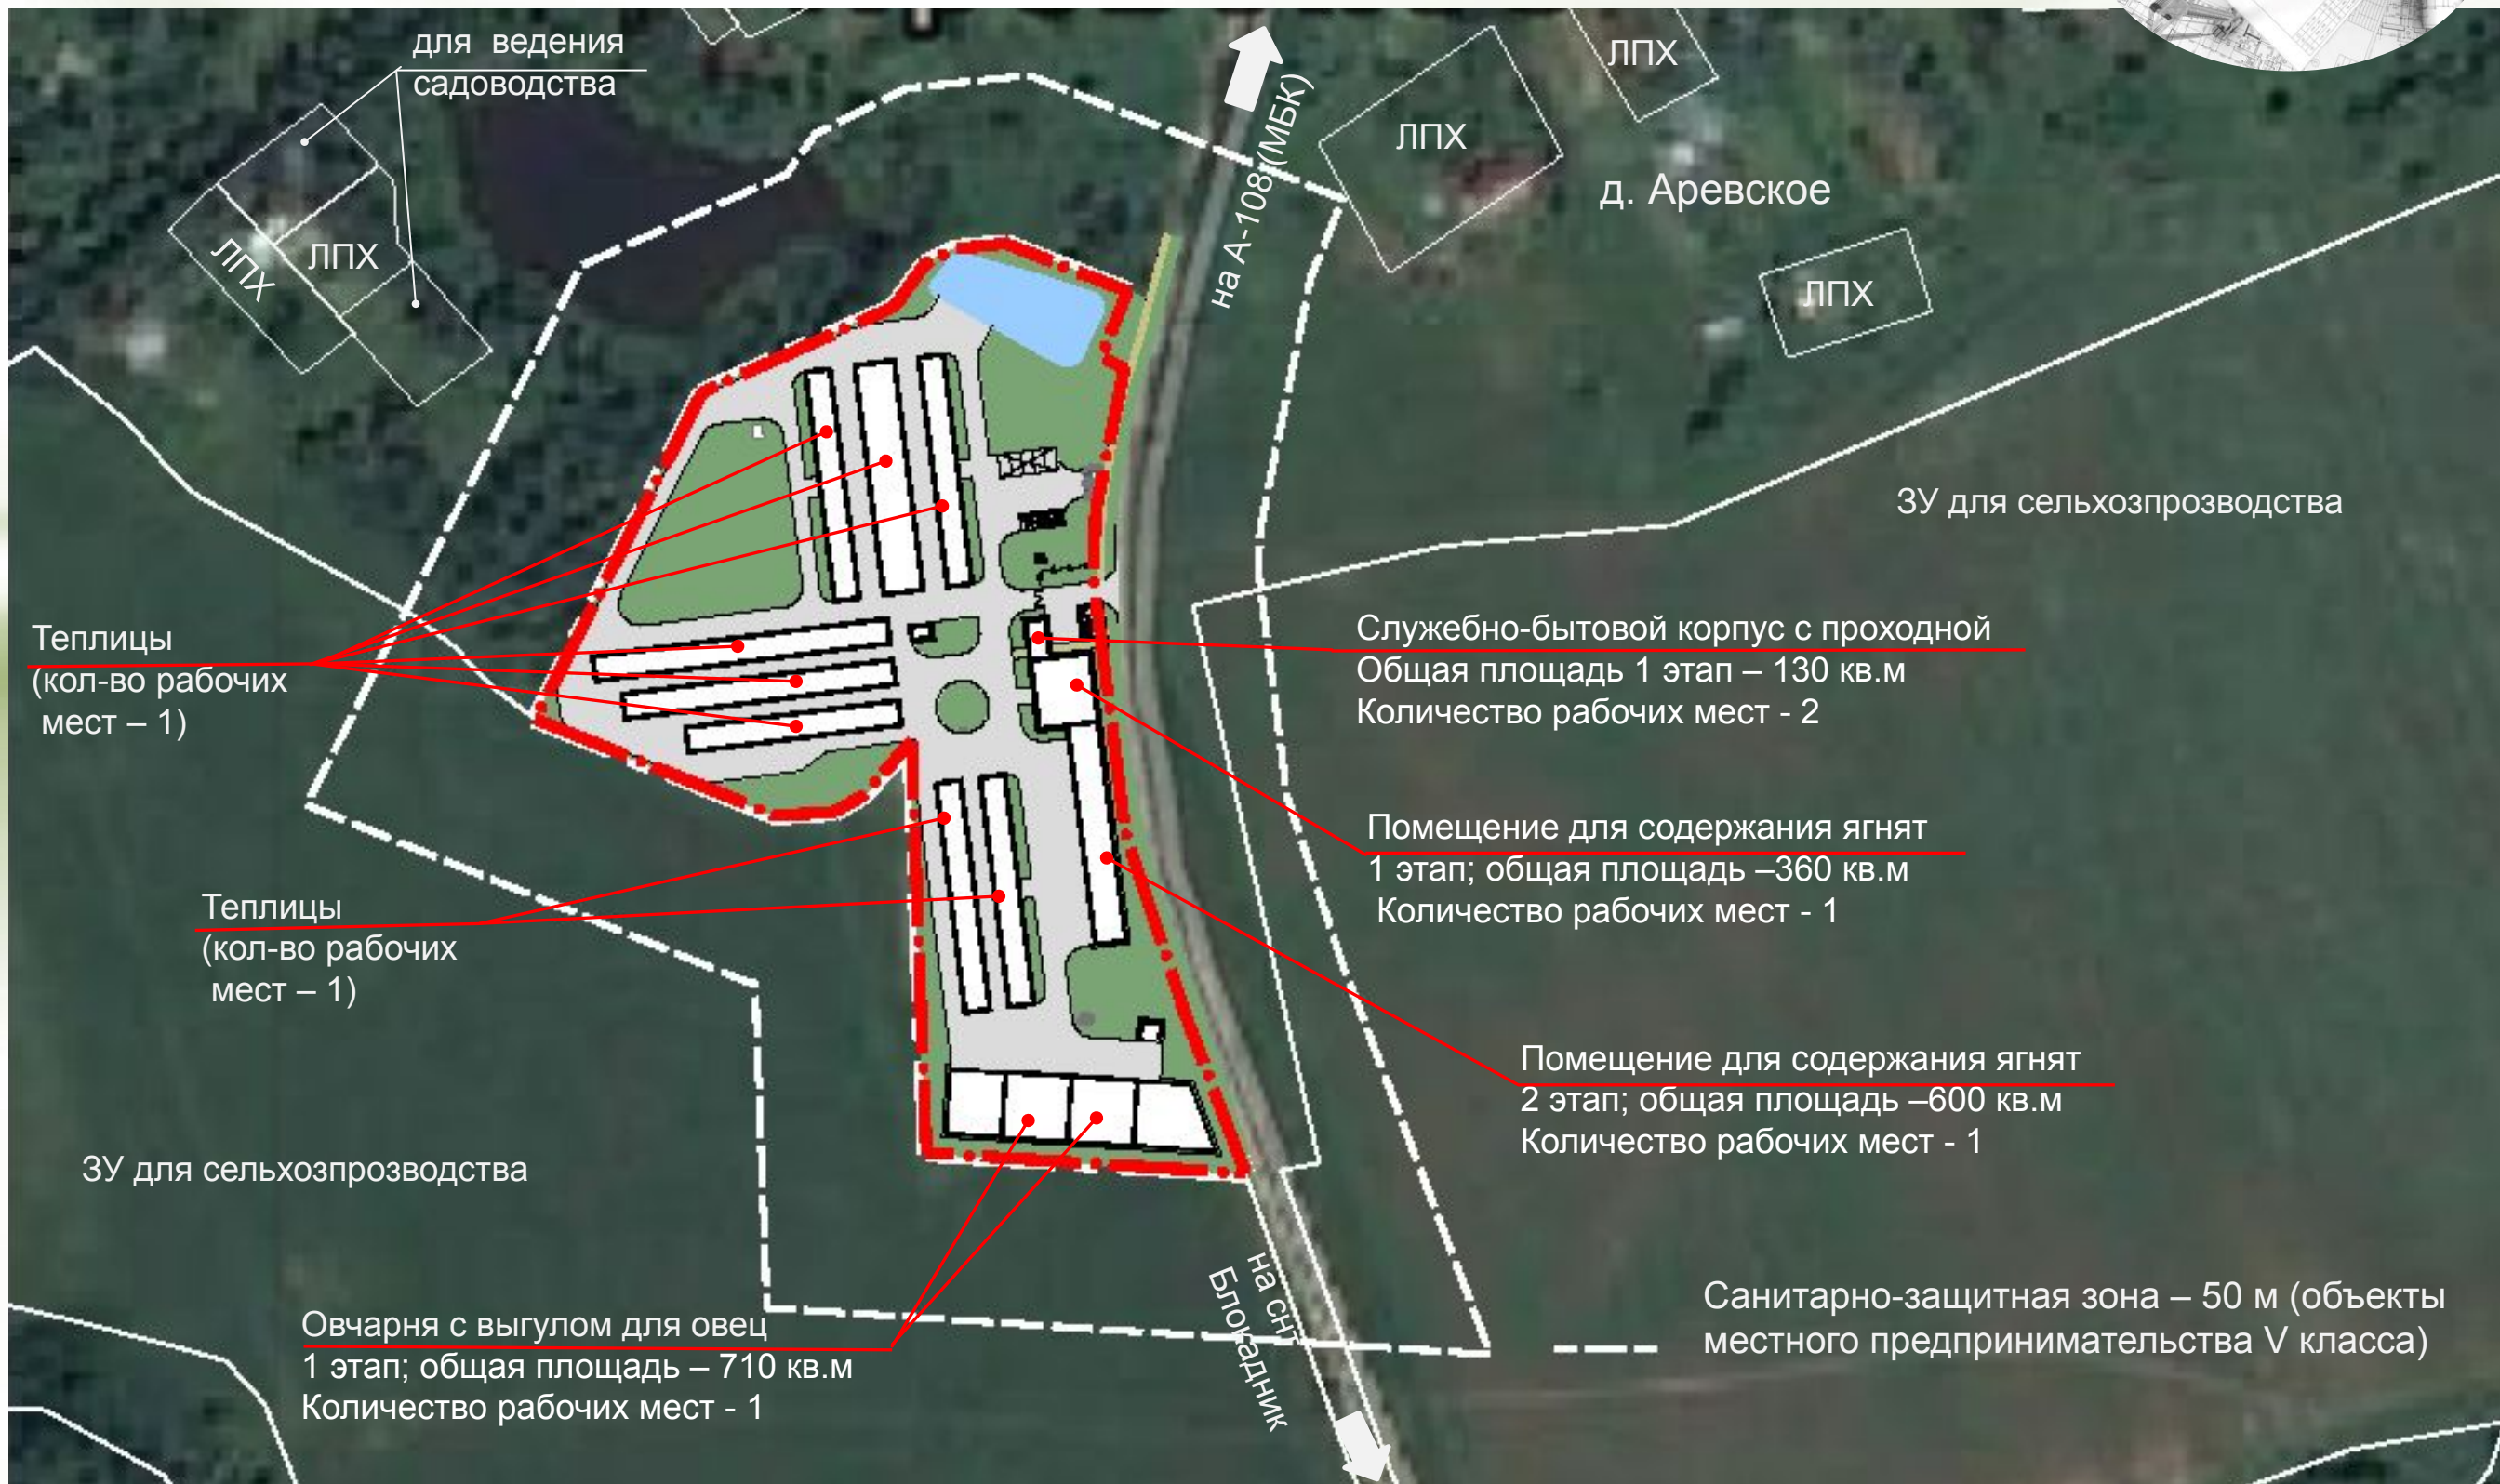 для ведения
садоводства
ЛПХ
ЛПХ
на А-108 (МБК)
ЛПХ
ЛПХ
д. Аревское
ЛПХ
ЗУ для сельхозпрозводства
Теплицы
(кол-во рабочих
мест – 1)
Служебно-бытовой корпус с проходной
Общая площадь 1 этап – 130 кв.м
Количество рабочих мест - 2
Помещение для содержания ягнят
1 этап; общая площадь –360 кв.м
Количество рабочих мест - 1
Теплицы
(кол-во рабочих
мест – 1)
Помещение для содержания ягнят
2 этап; общая площадь –600 кв.м
Количество рабочих мест - 1
ЗУ для сельхозпрозводства
Овчарня с выгулом для овец
1 этап; общая площадь – 710 кв.м
Количество рабочих мест - 1
на снт
Блокадник
Санитарно-защитная зона – 50 м (объекты
местного предпринимательства V класса)